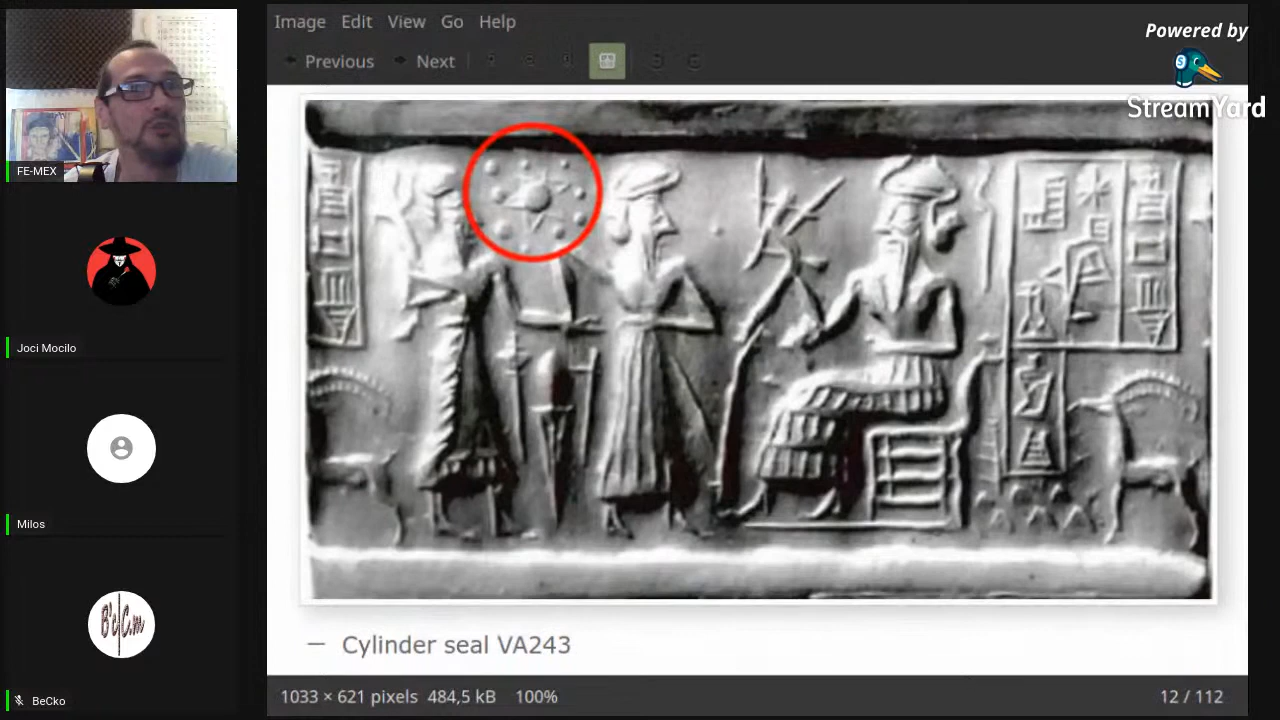 Image Edit View Go Help
Previous Next
Powered by
StreamYard
FE-MEX
Joci Mocilo
Milos
BeCko
— Cylinder seal VA243
1033 × 621 pixels 484,5 kB 100%
12 / 112